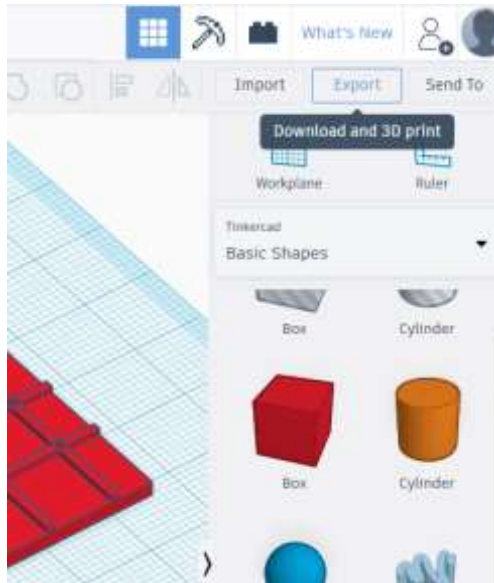 What's New
Import Export Send To
Download and 3D print
Workplane Ruler
Tinkercad
Basic Shapes
Box Cylinder
Box Cylinder